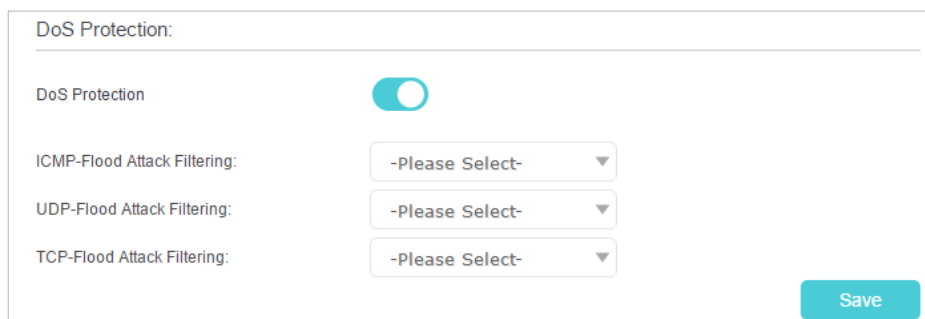 DoS Protection:
DoS Protection
ICMP-Flood Attack Filtering: -Please Select-
UDP-Flood Attack Filtering: -Please Select-
TCP-Flood Attack Filtering: -Please Select-
Save